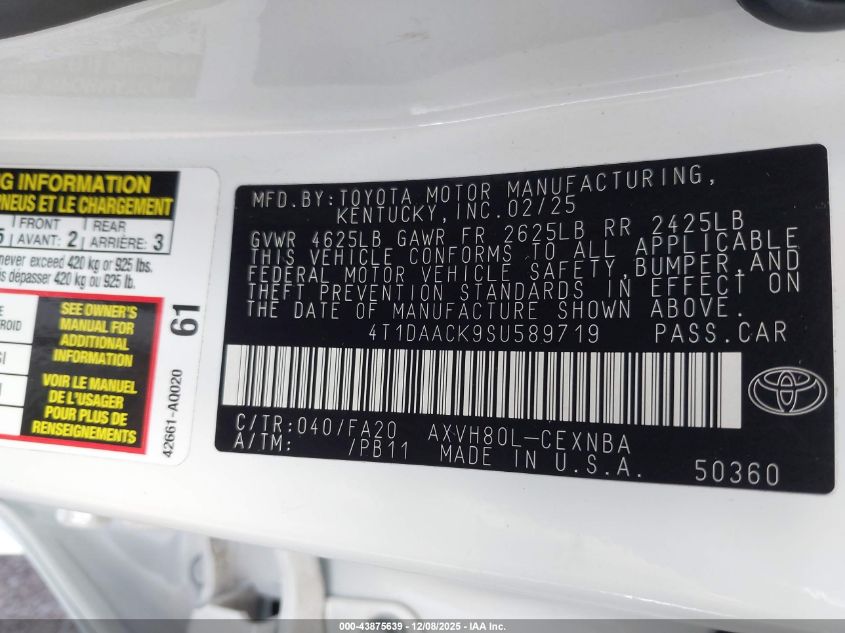 G INFORMATION
PNEUS ET LE CHARGEMENT
5 FRONT REAR
AVANT: 2 ARRIÈRE: 3
never exceed 420 kg or 925 lbs.
s dépasser 420 kg ou 925 lb.
SEE OWNER'S
MANUAL FOR
ADDITIONAL
INFORMATION
VOIR LE MANUEL
DE L'USAGER
POUR PLUS DE
RENSEIGNEMENTS
61
42661-AQ020
MFD.BY:TOYOTA MOTOR MANUFACTURING,
KENTUCKY,INC.02/25
GVWR 4625LB GAWR FR 2625LB RR 2425LB
THIS VEHICLE CONFORMS TO ALL APPLICABLE
FEDERAL MOTOR VEHICLE SAFETY,BUMPER,AND
THEFT PREVENTION STANDARDS IN EFFECT ON
THE DATE OF MANUFACTURE SHOWN ABOVE.
4T1DAACK9SU589719 PASS.CAR
C/TR:040/FA20 AXVH80L-CEXNBA
A/TM: /PB11 MADE IN U.S.A. 50360
000-43875639 - 12/08/2025 - IAA Inc.